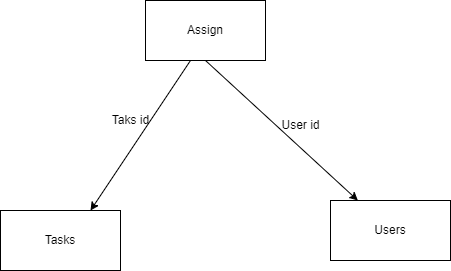 Assign
Taks id
User id
Tasks
Users